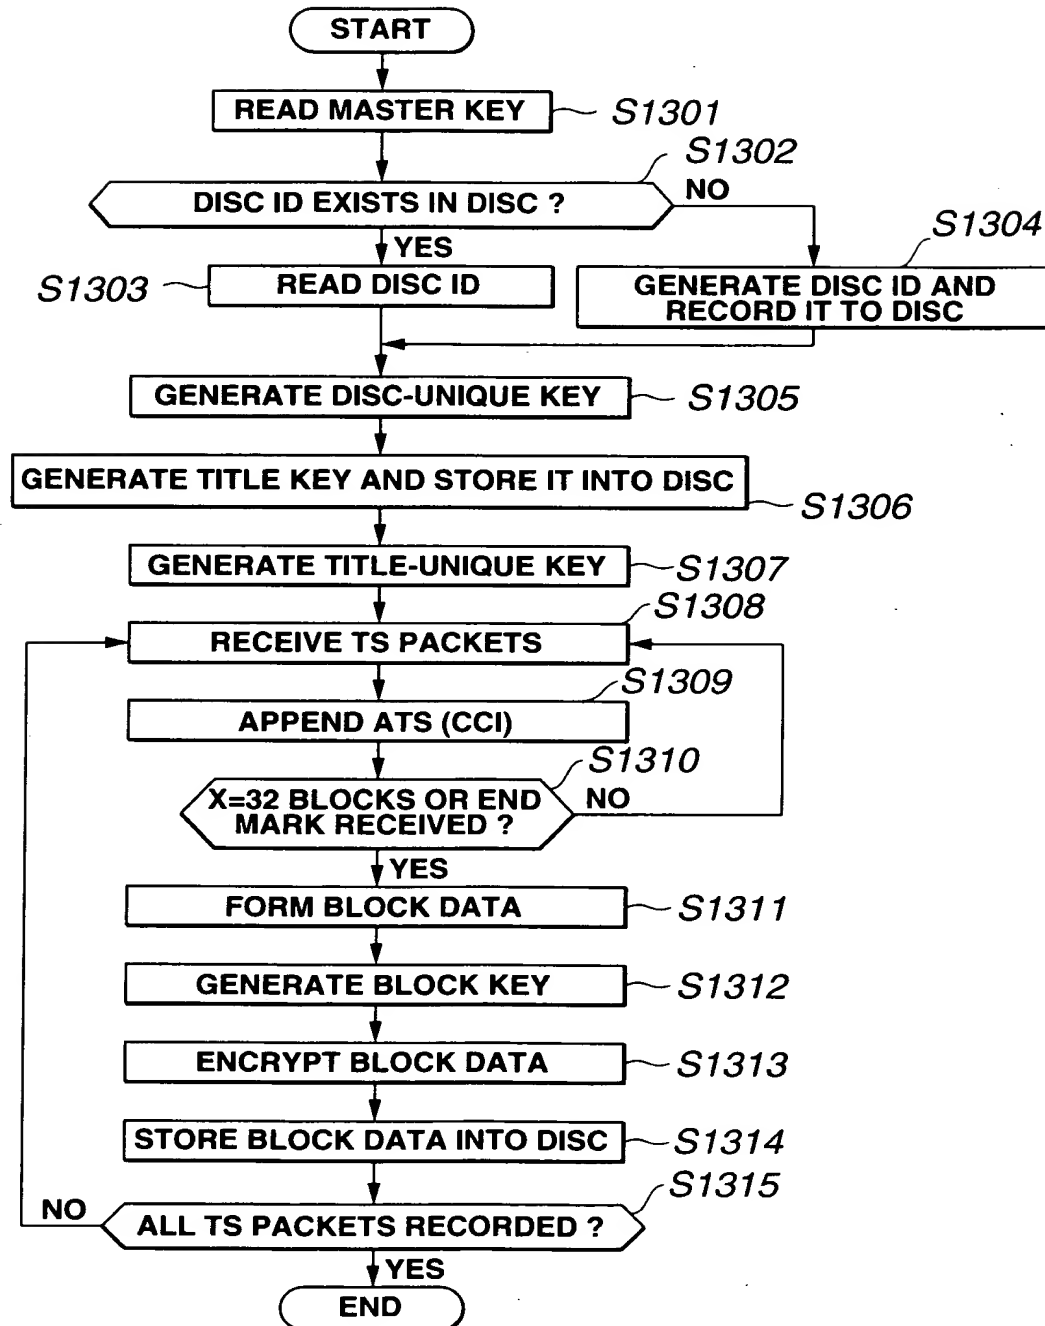 START
READ MASTER KEY
S1301
S1302
DISC ID EXISTS IN DISC ?
NO
YES
S1304
S1303
READ DISC ID
GENERATE DISC ID AND
RECORD IT TO DISC
GENERATE DISC-UNIQUE KEY
S1305
GENERATE TITLE KEY AND STORE IT INTO DISC
S1306
GENERATE TITLE-UNIQUE KEY
S1307
S1308
RECEIVE TS PACKETS
S1309
APPEND ATS (CCI)
S1310
X=32 BLOCKS OR END
MARK RECEIVED ?
NO
YES
FORM BLOCK DATA
S1311
GENERATE BLOCK KEY
S1312
ENCRYPT BLOCK DATA
S1313
STORE BLOCK DATA INTO DISC
S1314
S1315
NO
ALL TS PACKETS RECORDED ?
YES
END